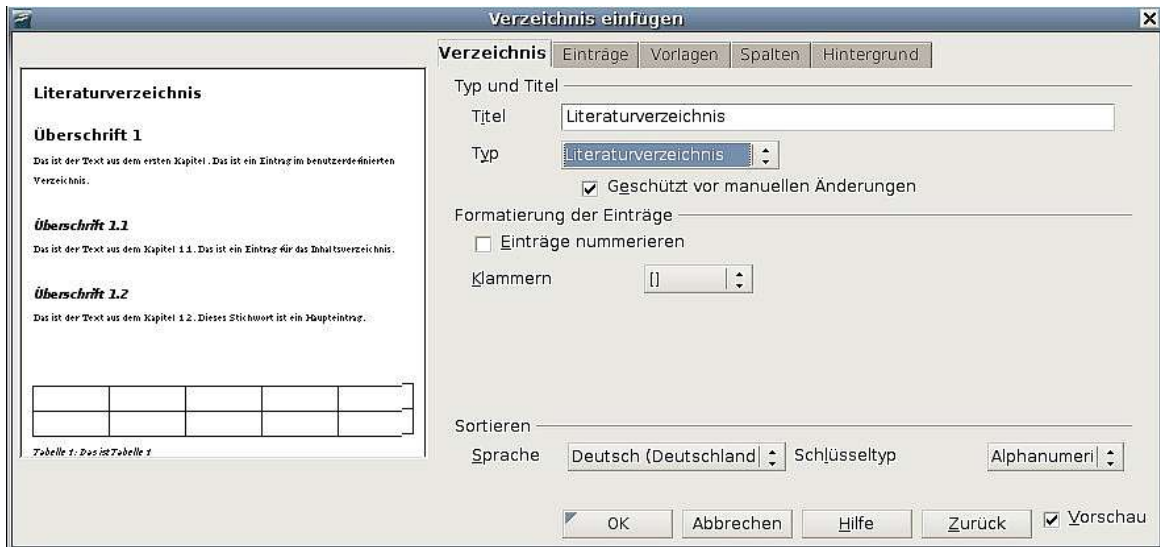 Verzeichnis einfügen
Literaturverzeichnis
Überschrift 1
Das ist der Text aus dem ersten Kapitel. Das ist ein Eintrag im benutzerdefinierten
Verzeichnis.
Überschrift 1.1
Das ist der Text aus dem Kapitel 1.1. Das ist ein Eintrag für das Inhaltsverzeichnis.
Überschrift 1.2
Das ist der Text aus dem Kapitel 1.2. Dieses Stichwort ist ein Haupteintrag.
Tabelle 1: Das ist Tabelle 1
Verzeichnis Einträge Vorlagen Spalten Hintergrund
Typ und Titel
Titel Literaturverzeichnis
Typ Literaturverzeichnis
Geschützt vor manuellen Änderungen
Formatierung der Einträge
Einträge nummerieren
Klammern []
Sortieren
Sprache Deutsch (Deutschland Schlüsseltyp Alphanumeri
OK Abbrechen Hilfe Zurück Vorschau